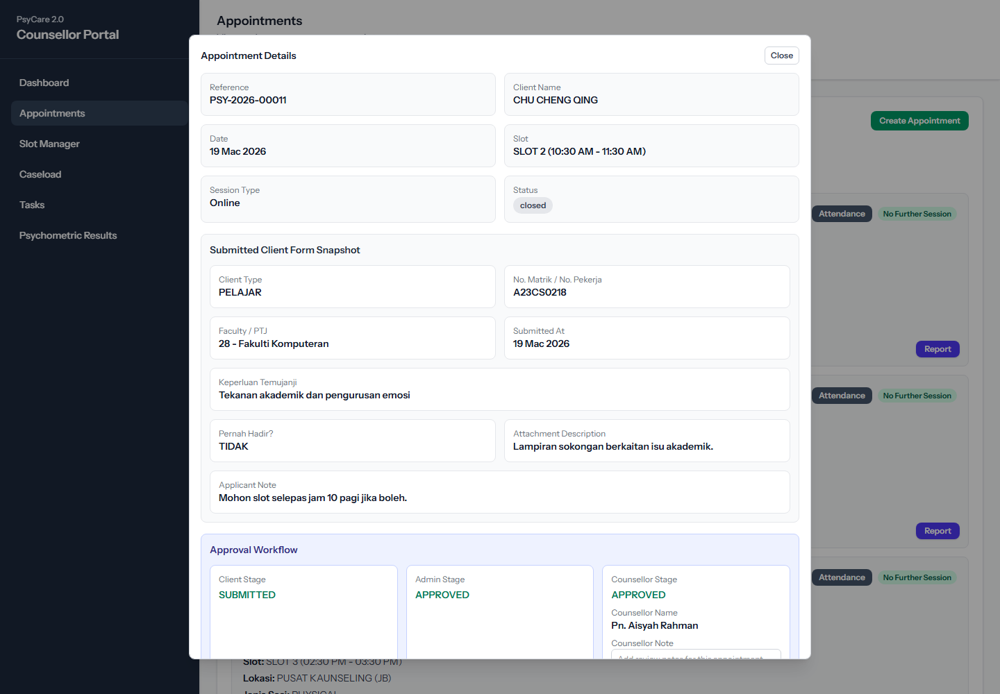 PsyCare 2.0
Counsellor Portal
Dashboard
Appointments
Slot Manager
Caseload
Tasks
Psychometric Results
Appointments
Create Appointment
Appointment Details
Close
Reference
PSY-2026-00011
Client Name
CHU CHENG QING
Date
19 Mac 2026
Slot
SLOT 2 (10:30 AM - 11:30 AM)
Session Type
Online
Status
closed
Submitted Client Form Snapshot
Client Type
PELAJAR
No. Matrik / No. Pekerja
A23CS0218
Faculty / PTJ
28 - Fakulti Komputeran
Submitted At
19 Mac 2026
Keperluan Temujanji
Tekanan akademik dan pengurusan emosi
Pernah Hadir?
TIDAK
Attachment Description
Lampiran sokongan berkaitan isu akademik.
Applicant Note
Mohon slot selepas jam 10 pagi jika boleh.
Approval Workflow
Client Stage
SUBMITTED
Admin Stage
APPROVED
Counsellor Stage
APPROVED
Counsellor Name
Pn. Aisyah Rahman
Counsellor Note
Add review notes for this appointment
Attendance
No Further Session
Report
Attendance
No Further Session
Report
Attendance
No Further Session
Slot: SLOT 3 (02:30 PM - 03:30 PM)
Lokasi: PUSAT KAUNSELING (JB)
Jenis Sesi: PHYSICAL